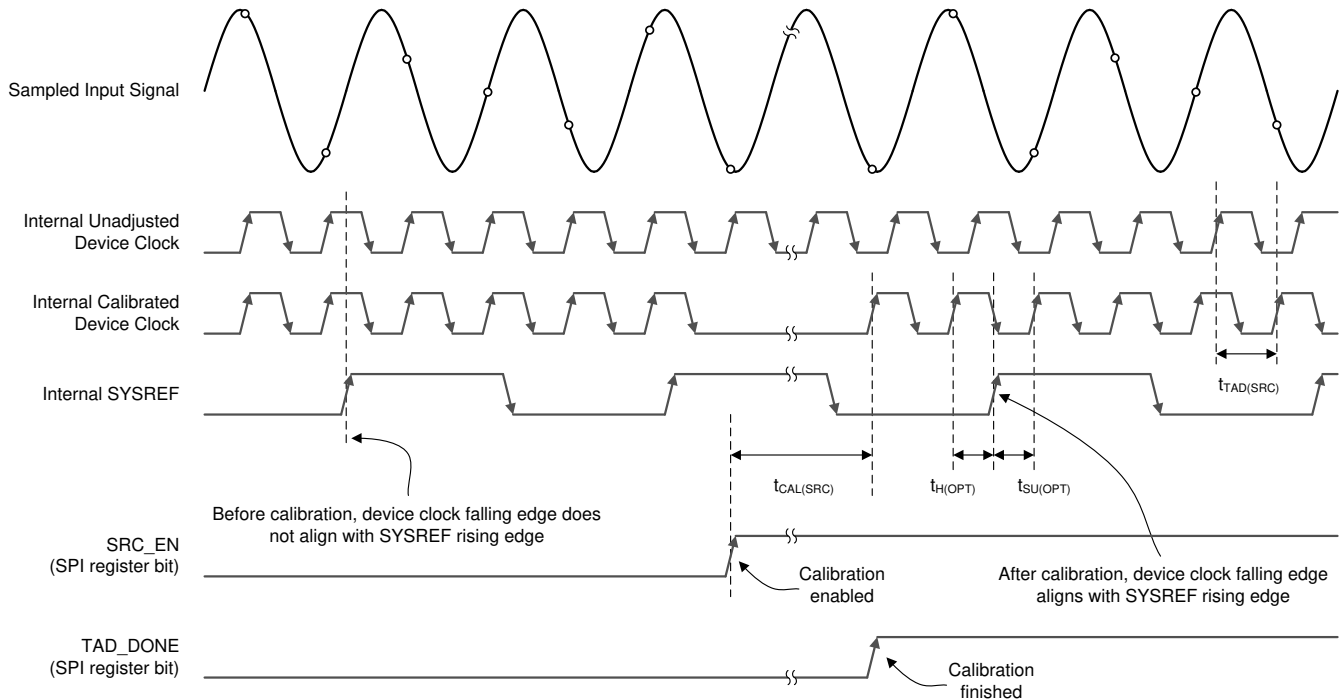 Sampled Input Signal
Internal Unadjusted
Device Clock
Internal Calibrated
Device Clock
Internal SYSREF
tTAD(SRC)
tCAL(SRC)
tH(OPT)
tSU(OPT)
Before calibration, device clock falling edge does
not align with SYSREF rising edge
SRC_EN
(SPI register bit)
Calibration
enabled
After calibration, device clock falling edge
aligns with SYSREF rising edge
TAD_DONE
(SPI register bit)
Calibration
finished